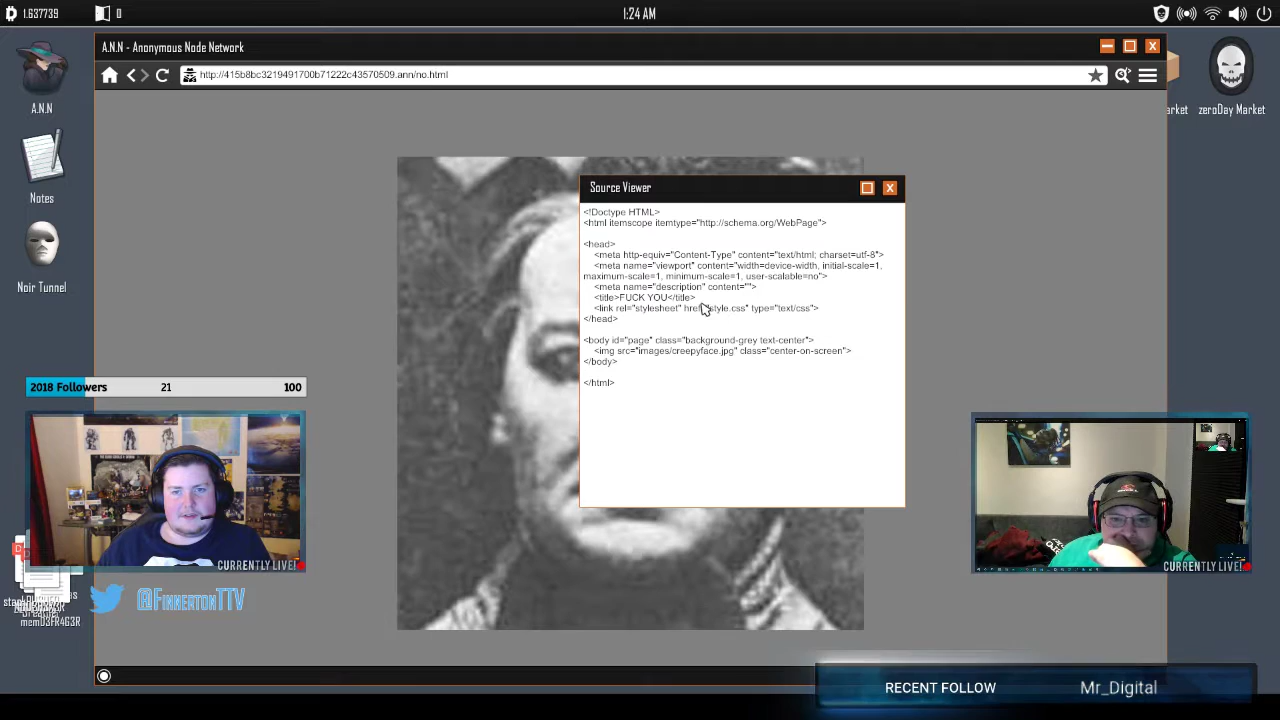 1.637739
0
1:24 AM
A.N.N - Anonymous Node Network
http://415b8bc3219491700b71222c43570509.ann/no.html
A.N.N
Notes
Noir Tunnel
zeroDay Market
Source Viewer
<!Doctype HTML>
<html itemscope itemtype="http://schema.org/WebPage">
<head>
<meta http-equiv="Content-Type" content="text/html; charset=utf-8">
<meta name="viewport" content="width=device-width, initial-scale=1,
maximum-scale=1, minimum-scale=1, user-scalable=no">
<meta name="description" content="">
<title>FUCK YOU</title>
<link rel="stylesheet" style.css" type="text/css">
</head>
<body id="page" class="background-grey text-center">
<img src="images/creepyface.jpg" class="center-on-screen">
</body>
</html>
2018 Followers 21 100
CURRENTLY LIVE!
@FinnertonTTV
CURRENTLY LIVE!
RECENT FOLLOW Mr_Digital